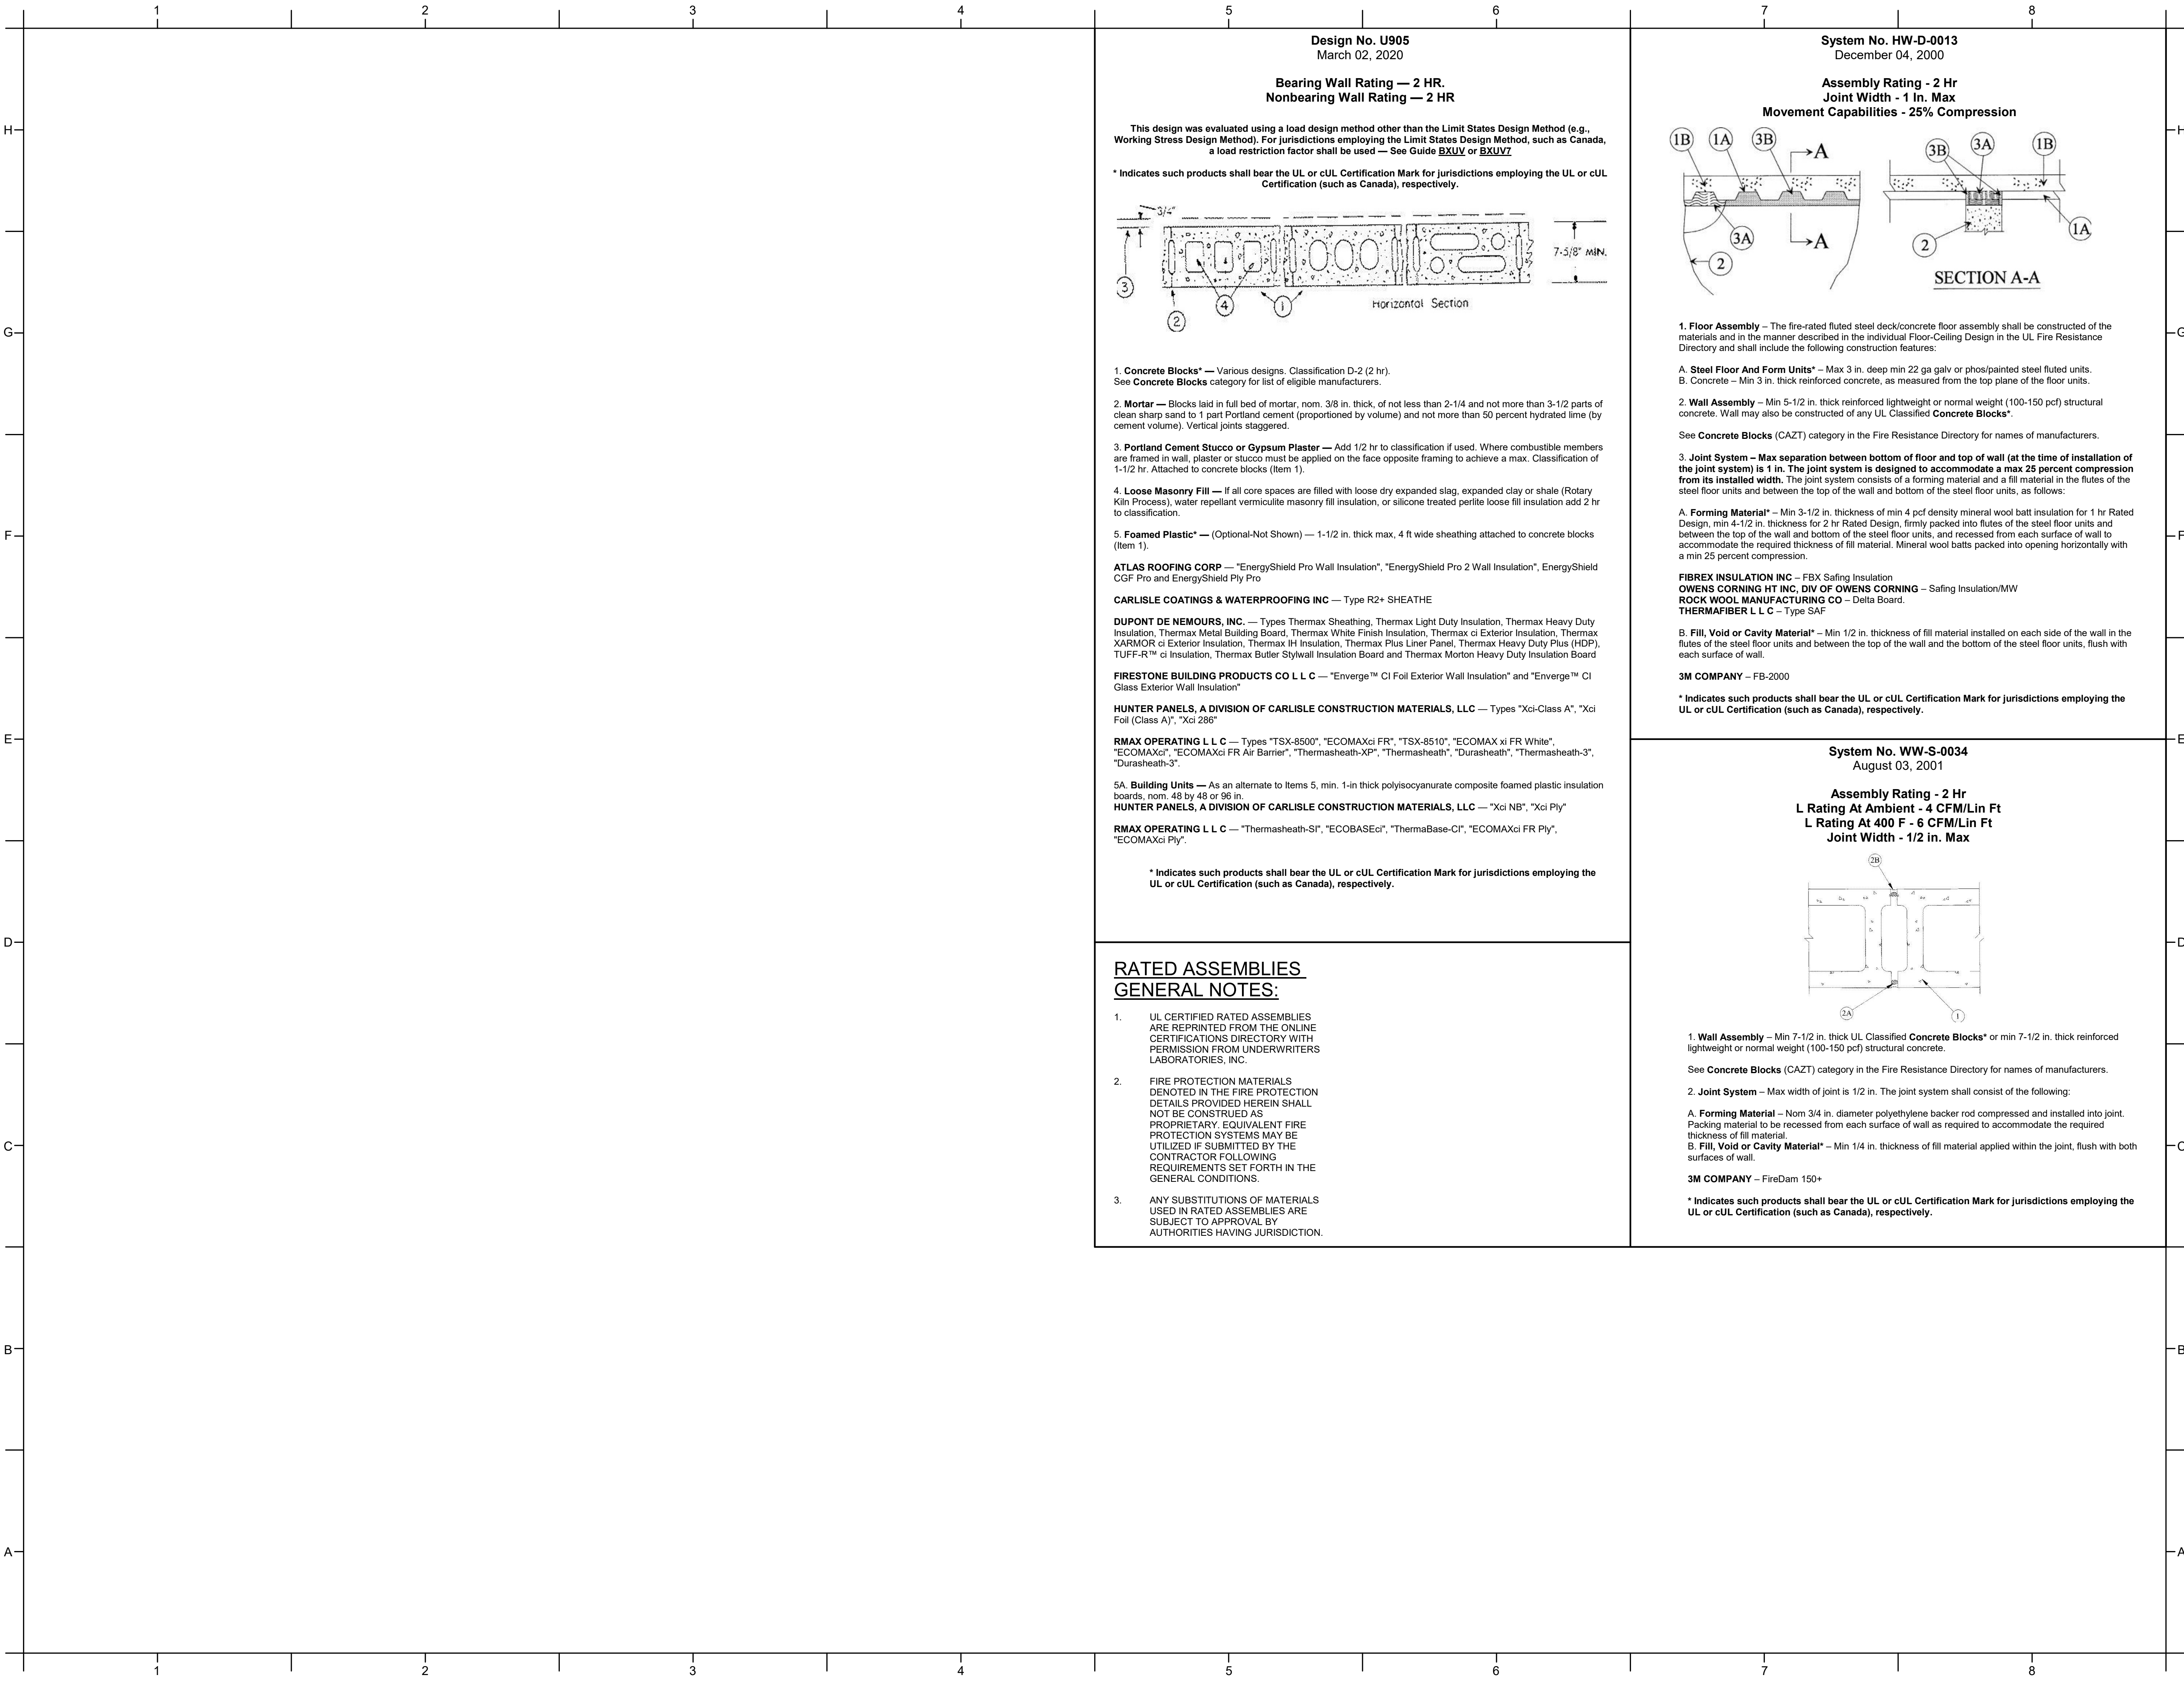 1 2 3 4 5 6 7 8
H
G
F
E
D
C
B
A
Design No. U905
March 02, 2020
Bearing Wall Rating — 2 HR.
Nonbearing Wall Rating — 2 HR
This design was evaluated using a load design method other than the Limit States Design Method (e.g.,
Working Stress Design Method). For jurisdictions employing the Limit States Design Method, such as Canada,
a load restriction factor shall be used — See Guide BXUV or BXUV7
* Indicates such products shall bear the UL or cUL Certification Mark for jurisdictions employing the UL or cUL
Certification (such as Canada), respectively.
3/4"
7-5/8" MIN.
3
2
4
1
Horizontal Section
1. Concrete Blocks* — Various designs. Classification D-2 (2 hr).
See Concrete Blocks category for list of eligible manufacturers.
2. Mortar — Blocks laid in full bed of mortar, nom. 3/8 in. thick, of not less than 2-1/4 and not more than 3-1/2 parts of
clean sharp sand to 1 part Portland cement (proportioned by volume) and not more than 50 percent hydrated lime (by
cement volume). Vertical joints staggered.
3. Portland Cement Stucco or Gypsum Plaster — Add 1/2 hr to classification if used. Where combustible members
are framed in wall, plaster or stucco must be applied on the face opposite framing to achieve a max. Classification of
1-1/2 hr. Attached to concrete blocks (Item 1).
4. Loose Masonry Fill — If all core spaces are filled with loose dry expanded slag, expanded clay or shale (Rotary
Kiln Process), water repellant vermiculite masonry fill insulation, or silicone treated perlite loose fill insulation add 2 hr
to classification.
5. Foamed Plastic* — (Optional-Not Shown) — 1-1/2 in. thick max, 4 ft wide sheathing attached to concrete blocks
(Item 1).
ATLAS ROOFING CORP — "EnergyShield Pro Wall Insulation", "EnergyShield Pro 2 Wall Insulation", EnergyShield
CGF Pro and EnergyShield Ply Pro
CARLISLE COATINGS & WATERPROOFING INC — Type R2+ SHEATHE
DUPONT DE NEMOURS, INC. — Types Thermax Sheathing, Thermax Light Duty Insulation, Thermax Heavy Duty
Insulation, Thermax Metal Building Board, Thermax White Finish Insulation, Thermax ci Exterior Insulation, Thermax
XARMOR ci Exterior Insulation, Thermax IH Insulation, Thermax Plus Liner Panel, Thermax Heavy Duty Plus (HDP),
TUFF-R™ ci Insulation, Thermax Butler Stylwall Insulation Board and Thermax Morton Heavy Duty Insulation Board
FIRESTONE BUILDING PRODUCTS CO L L C — "Enverge™ CI Foil Exterior Wall Insulation" and "Enverge™ CI
Glass Exterior Wall Insulation"
HUNTER PANELS, A DIVISION OF CARLISLE CONSTRUCTION MATERIALS, LLC — Types "Xci-Class A", "Xci
Foil (Class A)", "Xci 286"
RMAX OPERATING L L C — Types "TSX-8500", "ECOMAXci FR", "TSX-8510", "ECOMAX xi FR White",
"ECOMAXci", "ECOMAXci FR Air Barrier", "Thermasheath-XP", "Thermasheath", "Durasheath", "Thermasheath-3",
"Durasheath-3".
5A. Building Units — As an alternate to Items 5, min. 1-in thick polyisocyanurate composite foamed plastic insulation
boards, nom. 48 by 48 or 96 in.
HUNTER PANELS, A DIVISION OF CARLISLE CONSTRUCTION MATERIALS, LLC — "Xci NB", "Xci Ply"
RMAX OPERATING L L C — "Thermasheath-SI", "ECOBASEci", "ThermaBase-CI", "ECOMAXci FR Ply",
"ECOMAXci Ply".
* Indicates such products shall bear the UL or cUL Certification Mark for jurisdictions employing the
UL or cUL Certification (such as Canada), respectively.
RATED ASSEMBLIES
GENERAL NOTES:
1. UL CERTIFIED RATED ASSEMBLIES
ARE REPRINTED FROM THE ONLINE
CERTIFICATIONS DIRECTORY WITH
PERMISSION FROM UNDERWRITERS
LABORATORIES, INC.
2. FIRE PROTECTION MATERIALS
DENOTED IN THE FIRE PROTECTION
DETAILS PROVIDED HEREIN SHALL
NOT BE CONSTRUED AS
PROPRIETARY. EQUIVALENT FIRE
PROTECTION SYSTEMS MAY BE
UTILIZED IF SUBMITTED BY THE
CONTRACTOR FOLLOWING
REQUIREMENTS SET FORTH IN THE
GENERAL CONDITIONS.
3. ANY SUBSTITUTIONS OF MATERIALS
USED IN RATED ASSEMBLIES ARE
SUBJECT TO APPROVAL BY
AUTHORITIES HAVING JURISDICTION.
System No. HW-D-0013
December 04, 2000
Assembly Rating - 2 Hr
Joint Width - 1 In. Max
Movement Capabilities - 25% Compression
1B 1A 3B A 3B 3A 1B
3A A 2 1A
2
SECTION A-A
1. Floor Assembly – The fire-rated fluted steel deck/concrete floor assembly shall be constructed of the
materials and in the manner described in the individual Floor-Ceiling Design in the UL Fire Resistance
Directory and shall include the following construction features:
A. Steel Floor And Form Units* – Max 3 in. deep min 22 ga galv or phos/painted steel fluted units.
B. Concrete – Min 3 in. thick reinforced concrete, as measured from the top plane of the floor units.
2. Wall Assembly – Min 5-1/2 in. thick reinforced lightweight or normal weight (100-150 pcf) structural
concrete. Wall may also be constructed of any UL Classified Concrete Blocks*.
See Concrete Blocks (CAZT) category in the Fire Resistance Directory for names of manufacturers.
3. Joint System – Max separation between bottom of floor and top of wall (at the time of installation of
the joint system) is 1 in. The joint system is designed to accommodate a max 25 percent compression
from its installed width. The joint system consists of a forming material and a fill material in the flutes of the
steel floor units and between the top of the wall and bottom of the steel floor units, as follows:
A. Forming Material* – Min 3-1/2 in. thickness of min 4 pcf density mineral wool batt insulation for 1 hr Rated
Design, min 4-1/2 in. thickness for 2 hr Rated Design, firmly packed into flutes of the steel floor units and
between the top of the wall and bottom of the steel floor units, and recessed from each surface of wall to
accommodate the required thickness of fill material. Mineral wool batts packed into opening horizontally with
a min 25 percent compression.
FIBREX INSULATION INC – FBX Safing Insulation
OWENS CORNING HT INC, DIV OF OWENS CORNING – Safing Insulation/MW
ROCK WOOL MANUFACTURING CO – Delta Board.
THERMAFIBER L L C – Type SAF
B. Fill, Void or Cavity Material* – Min 1/2 in. thickness of fill material installed on each side of the wall in the
flutes of the steel floor units and between the top of the wall and the bottom of the steel floor units, flush with
each surface of wall.
3M COMPANY – FB-2000
* Indicates such products shall bear the UL or cUL Certification Mark for jurisdictions employing the
UL or cUL Certification (such as Canada), respectively.
System No. WW-S-0034
August 03, 2001
Assembly Rating - 2 Hr
L Rating At Ambient - 4 CFM/Lin Ft
L Rating At 400 F - 6 CFM/Lin Ft
Joint Width - 1/2 in. Max
2B
2A
1
1. Wall Assembly – Min 7-1/2 in. thick UL Classified Concrete Blocks* or min 7-1/2 in. thick reinforced
lightweight or normal weight (100-150 pcf) structural concrete.
See Concrete Blocks (CAZT) category in the Fire Resistance Directory for names of manufacturers.
2. Joint System – Max width of joint is 1/2 in. The joint system shall consist of the following:
A. Forming Material – Nom 3/4 in. diameter polyethylene backer rod compressed and installed into joint.
Packing material to be recessed from each surface of wall as required to accommodate the required
thickness of fill material.
B. Fill, Void or Cavity Material* – Min 1/4 in. thickness of fill material applied within the joint, flush with both
surfaces of wall.
3M COMPANY – FireDam 150+
* Indicates such products shall bear the UL or cUL Certification Mark for jurisdictions employing the
UL or cUL Certification (such as Canada), respectively.
H
G
F
E
D
C
B
A
1 2 3 4 5 6 7 8